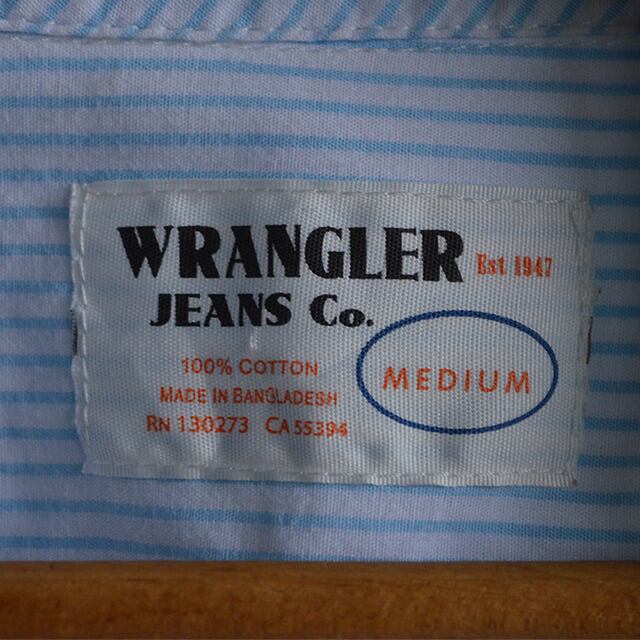 WRANGLER Est 1947
JEANS Co.
100% COTTON
MADE IN BANGLADESH
RN 130273 CA 55394
MEDIUM